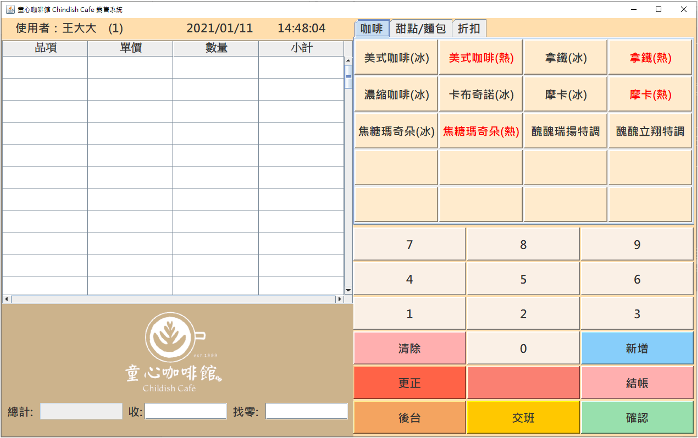 童心咖啡館 Chindish Cafe 銷售系統
使用者：王大大 (1) 2021/01/11 14:48:04
品項 單價 數量 小計
童心咖啡館
Childish Cafe
總計: 收: 找零:
咖啡 甜點/麵包 折扣
美式咖啡(冰) 美式咖啡(熱) 拿鐵(冰) 拿鐵(熱)
濃縮咖啡(冰) 卡布奇諾(冰) 摩卡(冰) 摩卡(熱)
焦糖瑪奇朵(冰) 焦糖瑪奇朵(熱) 醜醜瑞揚特調 醜醜立翔特調
7 8 9
4 5 6
1 2 3
清除 0 新增
更正 結帳
後台 交班 確認